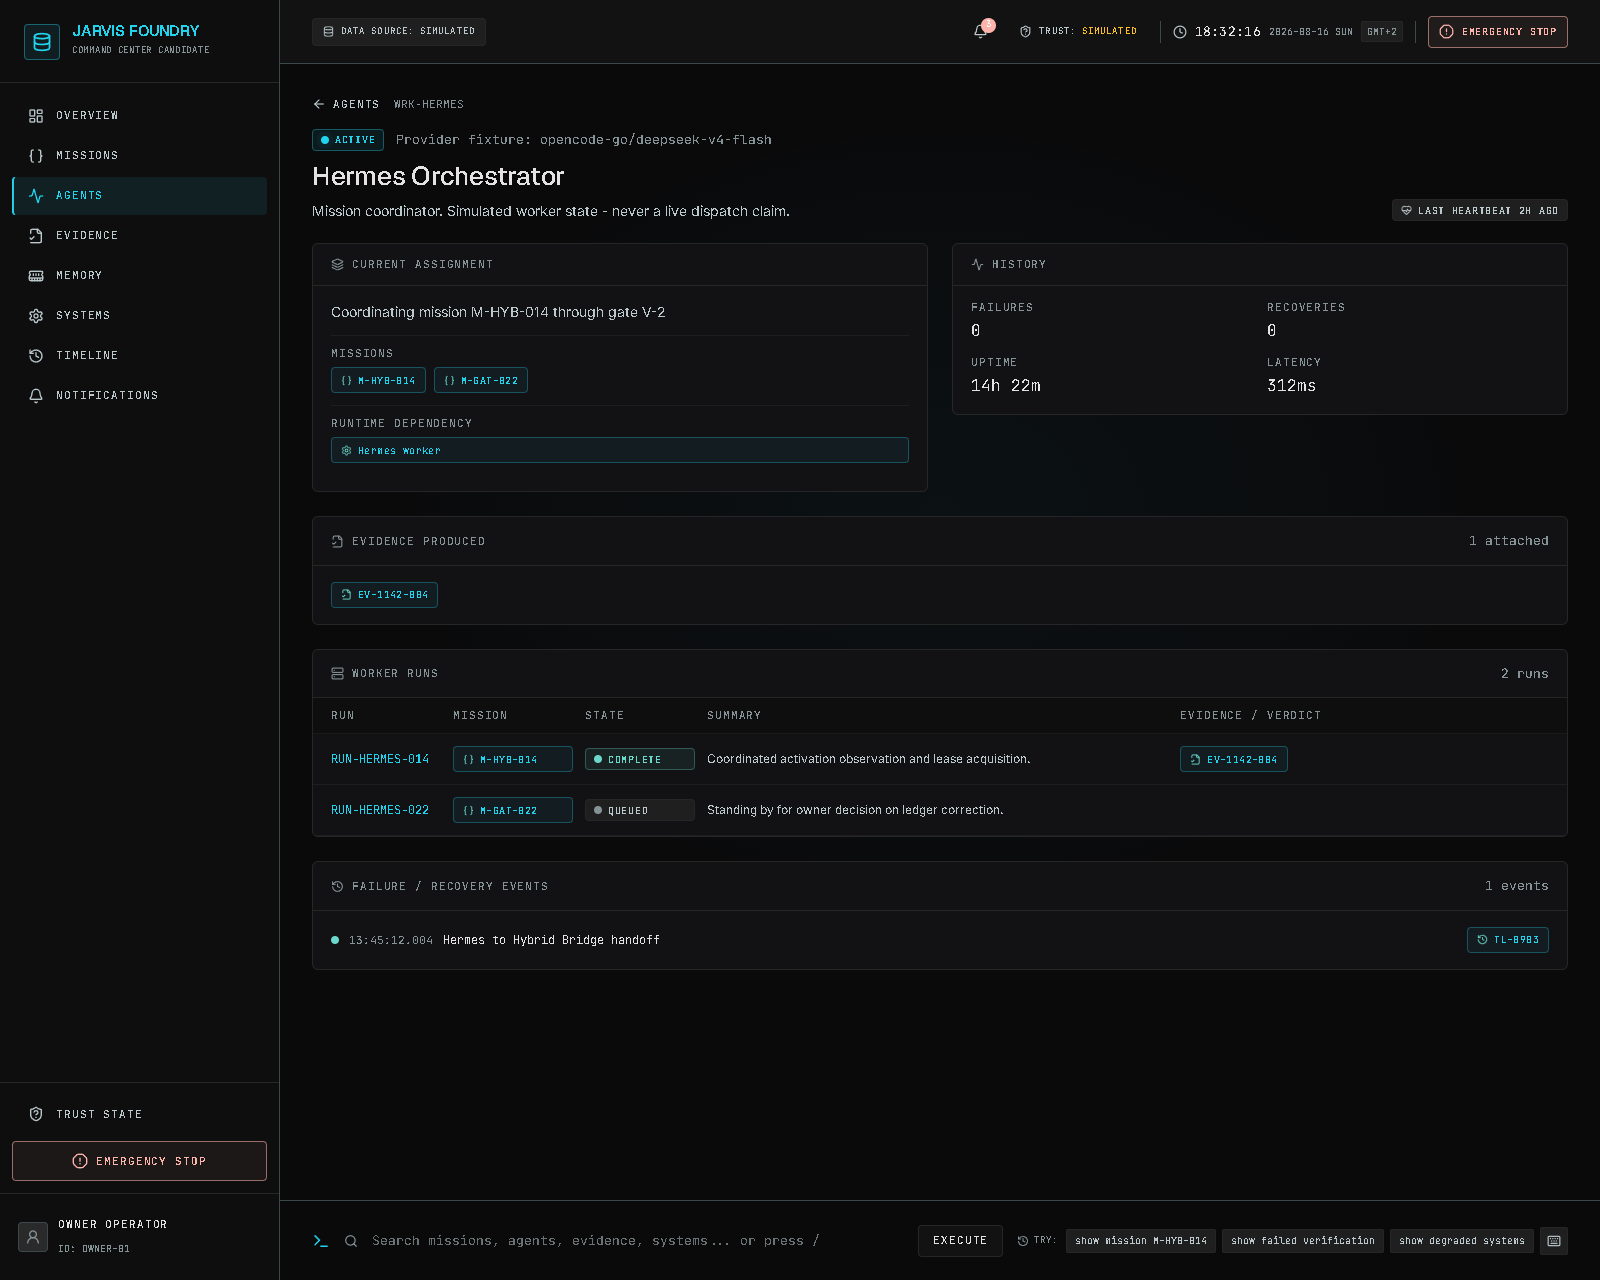 JARVIS FOUNDRY
COMMAND CENTER CANDIDATE
OVERVIEW
MISSIONS
AGENTS
EVIDENCE
MEMORY
SYSTEMS
TIMELINE
NOTIFICATIONS
TRUST STATE
EMERGENCY STOP
OWNER OPERATOR
ID: OWNER-01
DATA SOURCE: SIMULATED
3
TRUST: SIMULATED
18:32:16 2026-08-16 SUN GMT+2
EMERGENCY STOP
AGENTS WRK-HERMES
ACTIVE Provider fixture: opencode-go/deepseek-v4-flash
Hermes Orchestrator
Mission coordinator. Simulated worker state - never a live dispatch claim.
LAST HEARTBEAT 2H AGO
CURRENT ASSIGNMENT
Coordinating mission M-HYB-014 through gate V-2
MISSIONS
{} M-HYB-014 {} M-GAT-022
RUNTIME DEPENDENCY
Hermes worker
HISTORY
FAILURES RECOVERIES
0 0
UPTIME LATENCY
14h 22m 312ms
EVIDENCE PRODUCED 1 attached
EV-1142-004
WORKER RUNS 2 runs
RUN MISSION STATE SUMMARY EVIDENCE / VERDICT
RUN-HERMES-014 {} M-HYB-014 COMPLETE Coordinated activation observation and lease acquisition. EV-1142-004
RUN-HERMES-022 {} M-GAT-022 QUEUED Standing by for owner decision on ledger correction.
FAILURE / RECOVERY EVENTS 1 events
13:45:12.004 Hermes to Hybrid Bridge handoff TL-0903
Search missions, agents, evidence, systems... or press /
EXECUTE
TRY: show mission M-HYB-014 show failed verification show degraded systems